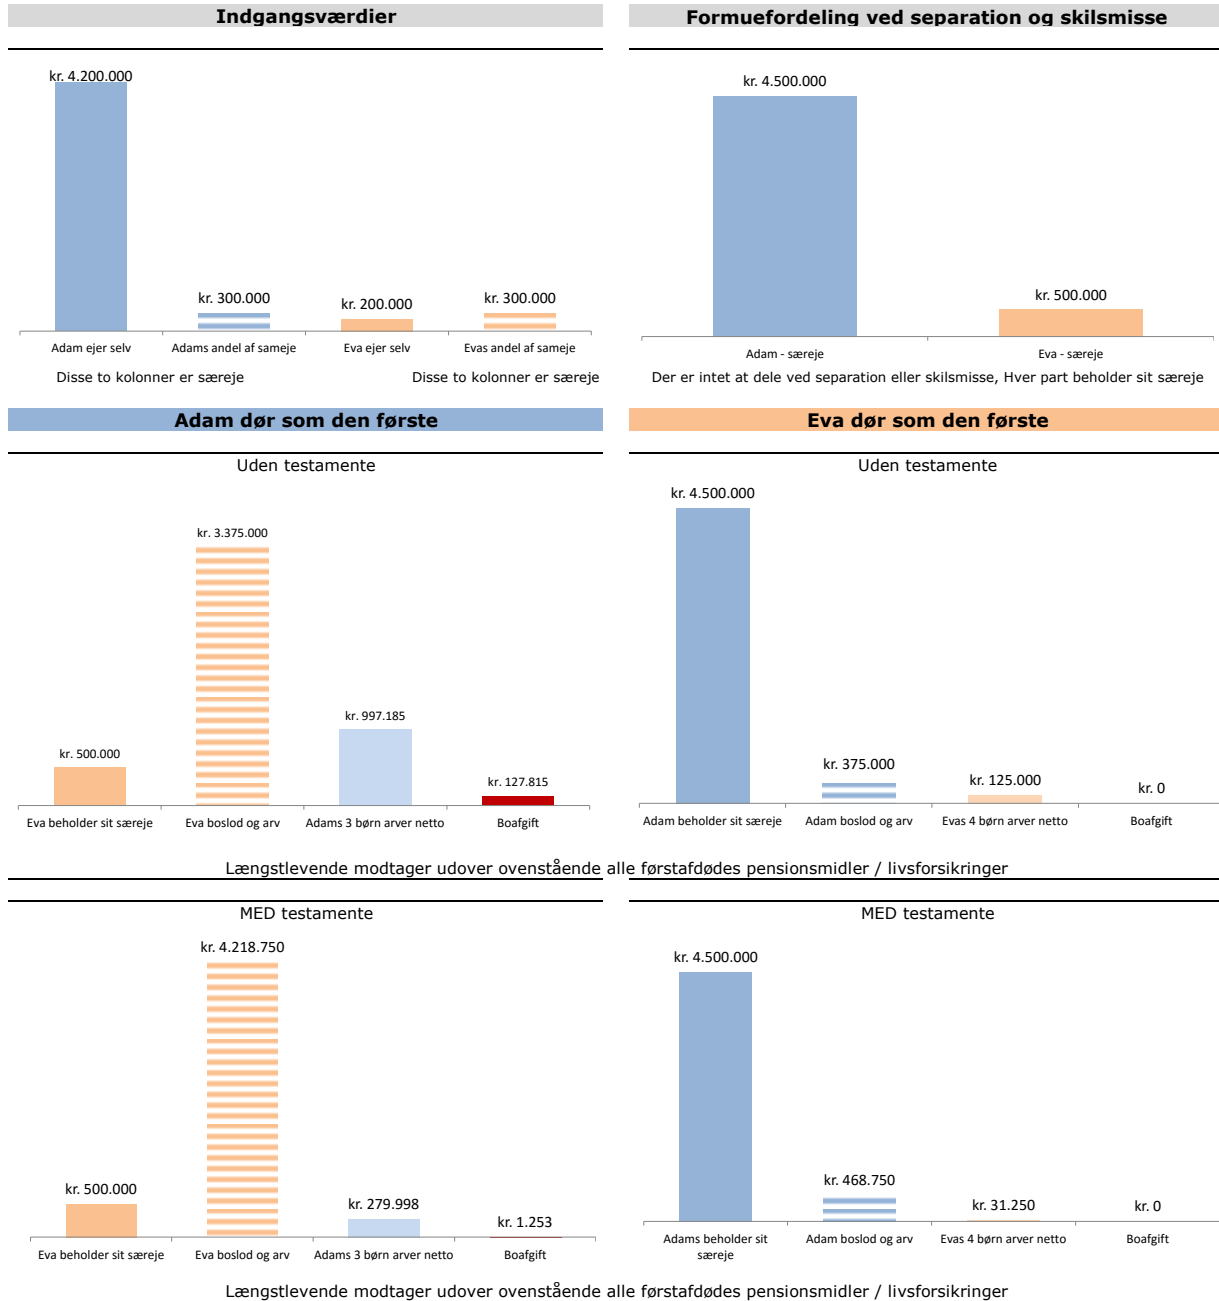 Indgangsværdier
kr. 4.200.000
kr. 300.000
kr. 200.000
kr. 300.000
Adam ejer selv
Adams andel af sameje
Eva ejer selv
Evas andel af sameje
Disse to kolonner er særeje
Disse to kolonner er særeje
Formuefordeling ved separation og skilsmisse
kr. 4.500.000
kr. 500.000
Adam - særeje
Eva - særeje
Der er intet at dele ved separation eller skilsmisse, Hver part beholder sit særeje
Adam dør som den første
Uden testamente
kr. 500.000
kr. 3.375.000
kr. 997.185
kr. 127.815
Eva beholder sit særeje
Eva boslod og arv
Adams 3 børn arver netto
Boafgift
Eva dør som den første
Uden testamente
kr. 4.500.000
kr. 375.000
kr. 125.000
kr. 0
Adam beholder sit særeje
Adam boslod og arv
Evas 4 børn arver netto
Boafgift
Længstlevende modtager udover ovenstående alle førstafdødes pensionsmidler / livsforsikringer
MED testamente
kr. 500.000
kr. 4.218.750
kr. 279.998
kr. 1.253
Eva beholder sit særeje
Eva boslod og arv
Adams 3 børn arver netto
Boafgift
MED testamente
kr. 4.500.000
kr. 468.750
kr. 31.250
kr. 0
Adams beholder sit
særeje
Adam boslod og arv
Evas 4 børn arver netto
Boafgift
Længstlevende modtager udover ovenstående alle førstafdødes pensionsmidler / livsforsikringer